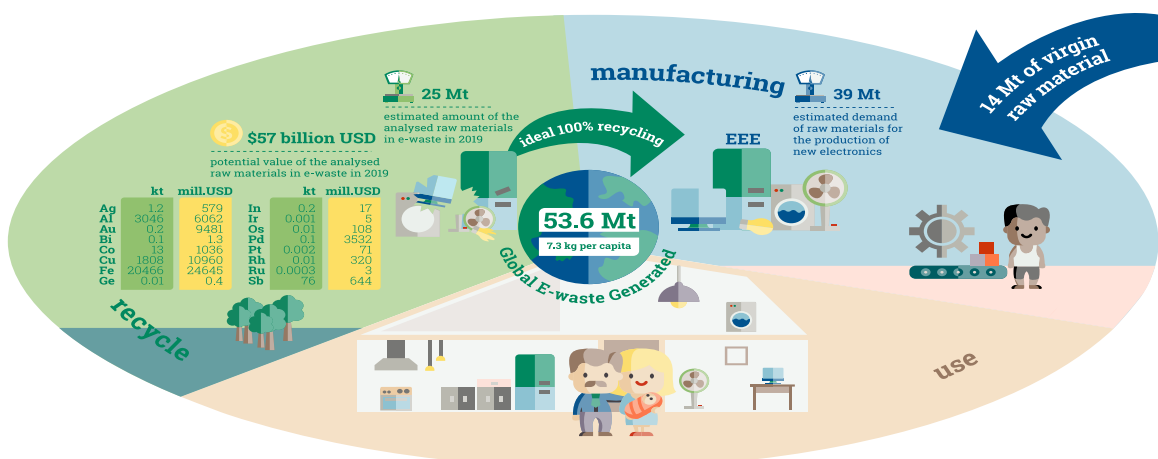 manufacturing
14 Mt of virgin
raw material
25 Mt
estimated amount of the
analysed raw materials
in e-waste in 2019
39 Mt
estimated demand
of raw materials for
the production of
new electronics
$
$57 billion USD
potential value of the analysed
raw materials in e-waste in 2019
ideal 100% recycling
EEE
kt mill.USD kt mill.USD
Ag 1.2 579 In 0.2 17
Al 3046 6062 Ir 0.001 5
Au 0.2 9481 Os 0.01 108
Bi 0.1 1.3 Pd 0.1 3532
Co 13 1036 Pt 0.002 71
Cu 1808 10960 Rh 0.01 320
Fe 20466 24645 Ru 0.0003 3
Ge 0.01 0.4 Sb 76 644
53.6 Mt
7.3 kg per capita
Global E-waste Generated
recycle
use